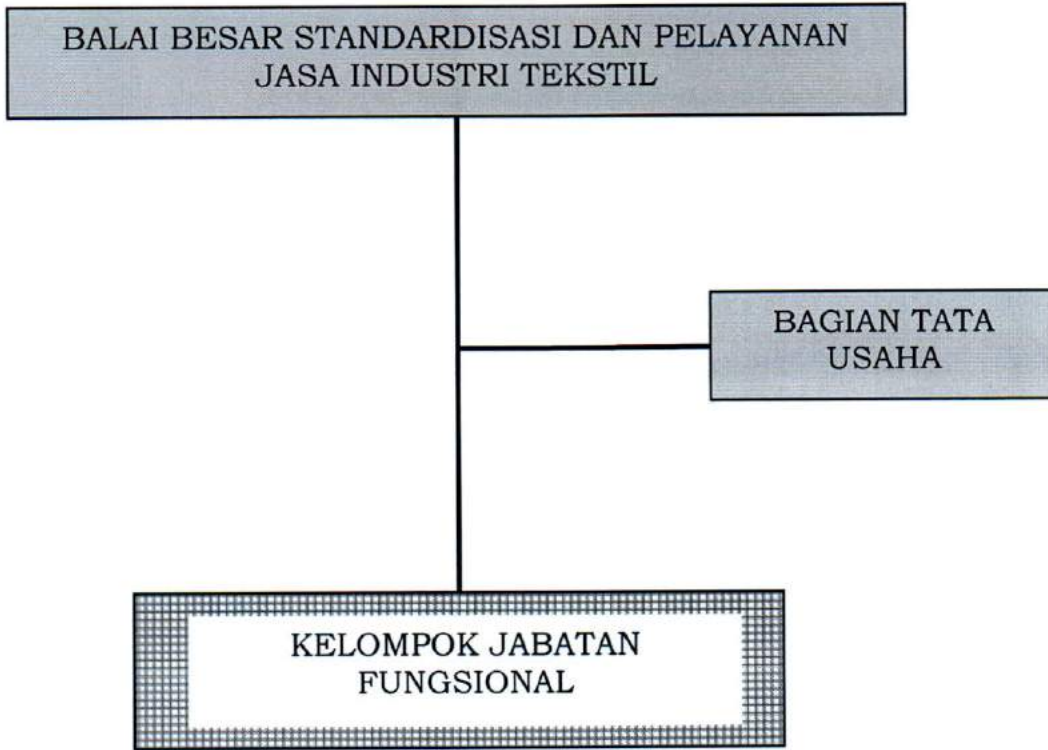 BALAI BESAR STANDARDISASI DAN PELAYANAN
JASA INDUSTRI TEKSTIL
BAGIAN TATA
USAHA
KELOMPOK JABATAN
FUNGSIONAL